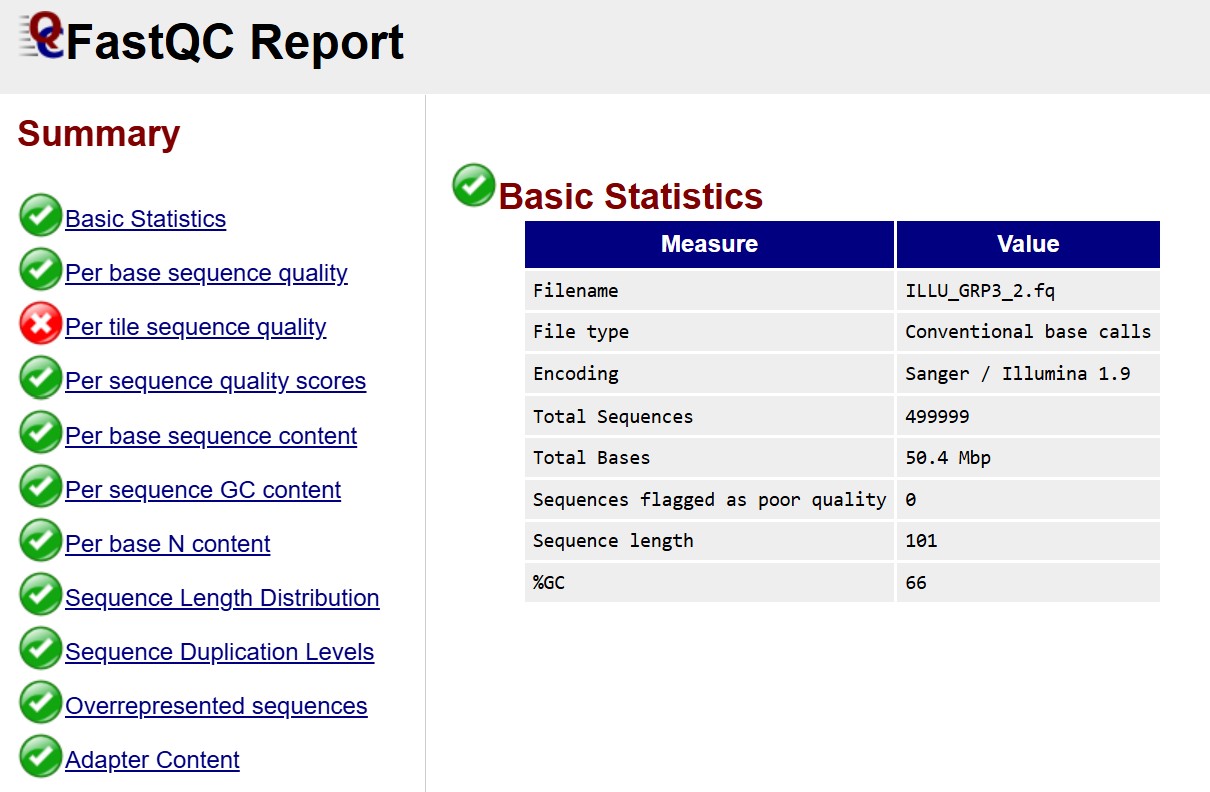 FastQC Report
Summary
Basic Statistics
Per base sequence quality
Per tile sequence quality
Per sequence quality scores
Per base sequence content
Per sequence GC content
Per base N content
Sequence Length Distribution
Sequence Duplication Levels
Overrepresented sequences
Adapter Content
Basic Statistics
Measure Value
Filename ILLU_GRP3_2.fq
File type Conventional base calls
Encoding Sanger / Illumina 1.9
Total Sequences 499999
Total Bases 50.4 Mbp
Sequences flagged as poor quality 0
Sequence length 101
%GC 66